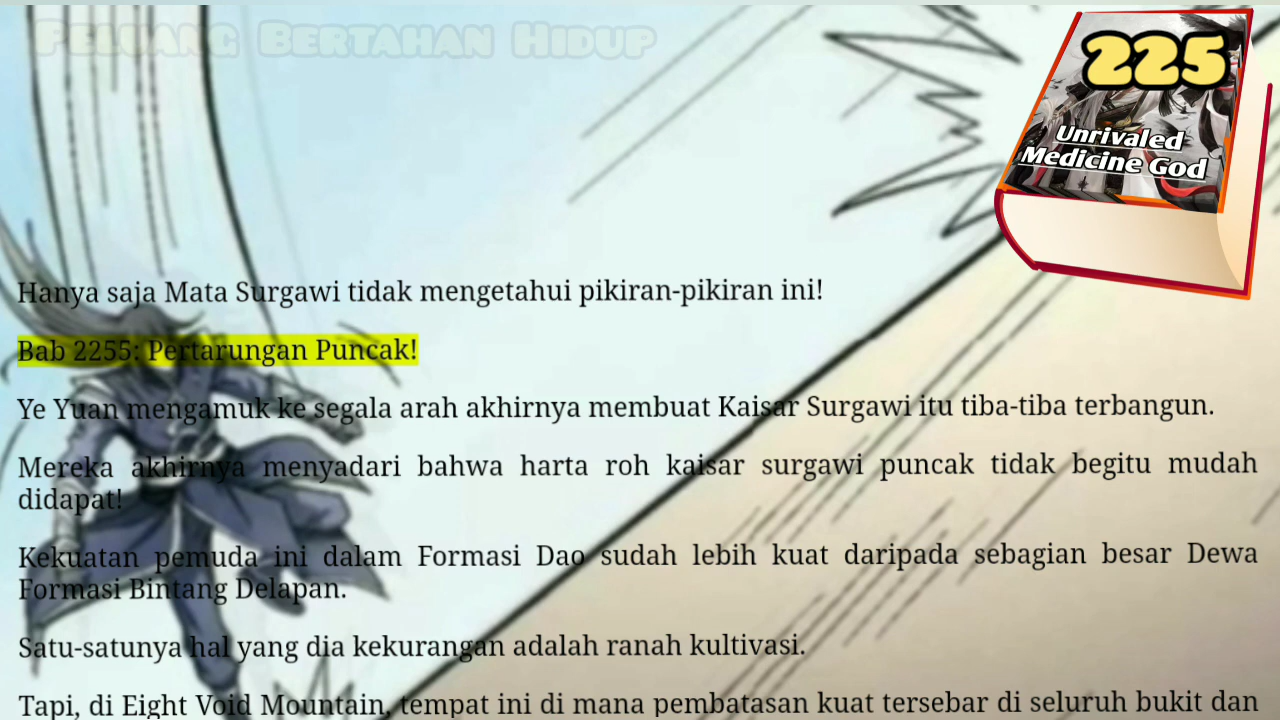 Peluang Bertahan Hidup
225
Unrivaled
Medicine God
Hanya saja Mata Surgawi tidak mengetahui pikiran-pikiran ini!
Bab 2255: Pertarungan Puncak!
Ye Yuan mengamuk ke segala arah akhirnya membuat Kaisar Surgawi itu tiba-tiba terbangun.
Mereka akhirnya menyadari bahwa harta roh kaisar surgawi puncak tidak begitu mudah
didapat!
Kekuatan pemuda ini dalam Formasi Dao sudah lebih kuat daripada sebagian besar Dewa
Formasi Bintang Delapan.
Satu-satunya hal yang dia kekurangan adalah ranah kultivasi.
Tapi, di Eight Void Mountain, tempat ini di mana pembatasan kuat tersebar di seluruh bukit dan